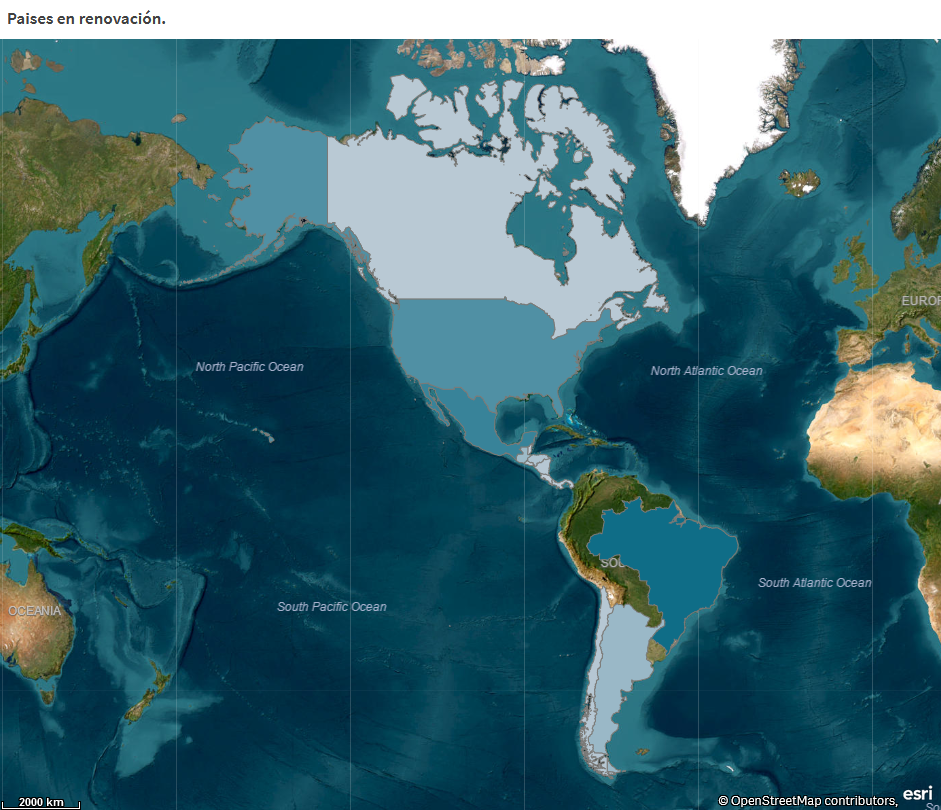 Paises en renovación.
EUROP
North Pacific Ocean
North Atlantic Ocean
SOU
South Atlantic Ocean
South Pacific Ocean
OCEANIA
2000 km
© OpenStreetMap contributors,
esri